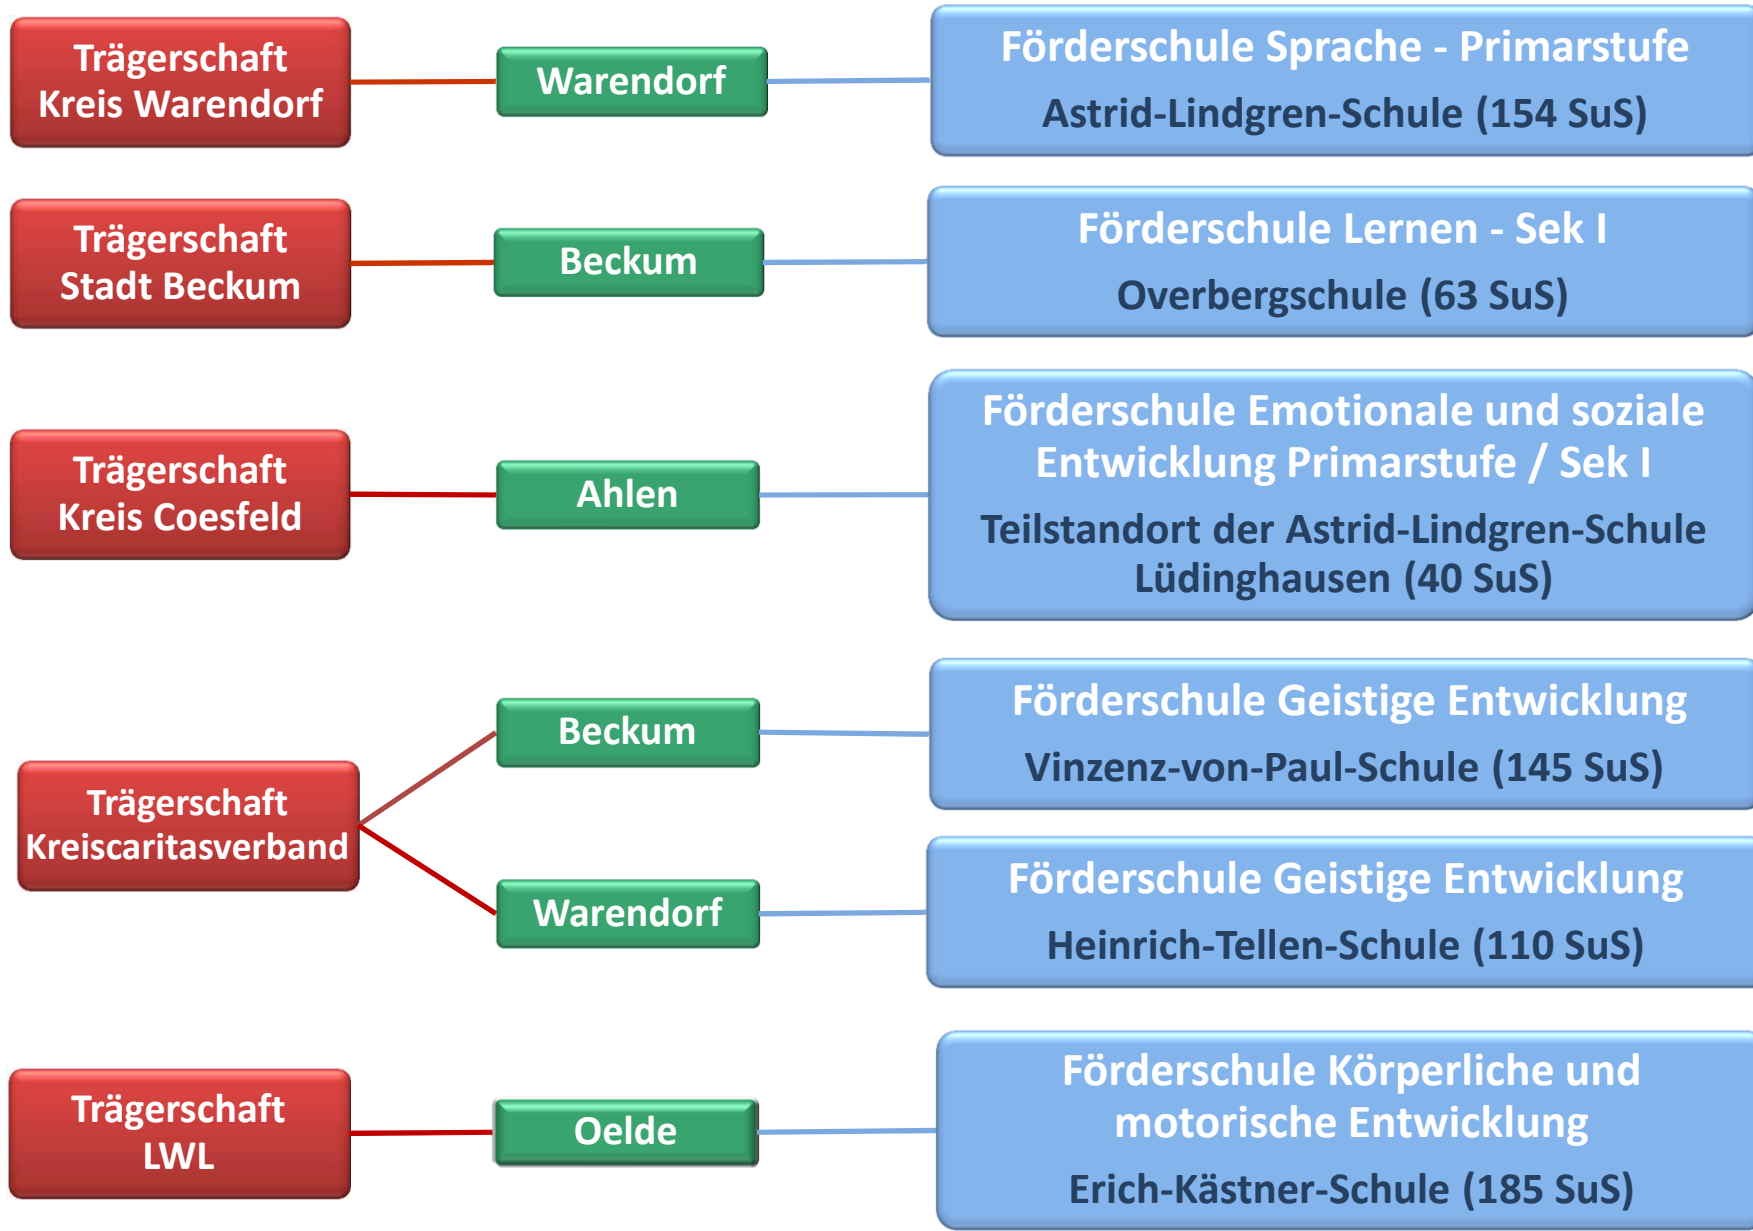 Trägerschaft
Kreis Warendorf
Warendorf
Förderschule Sprache - Primarstufe
Astrid-Lindgren-Schule (154 SuS)
Trägerschaft
Stadt Beckum
Beckum
Förderschule Lernen - Sek I
Overbergschule (63 SuS)
Trägerschaft
Kreis Coesfeld
Ahlen
Förderschule Emotionale und soziale
Entwicklung Primarstufe / Sek I
Teilstandort der Astrid-Lindgren-Schule
Lüdinghausen (40 SuS)
Trägerschaft
Kreiscaritasverband
Beckum
Förderschule Geistige Entwicklung
Vinzenz-von-Paul-Schule (145 SuS)
Warendorf
Förderschule Geistige Entwicklung
Heinrich-Tellen-Schule (110 SuS)
Trägerschaft
LWL
Oelde
Förderschule Körperliche und
motorische Entwicklung
Erich-Kästner-Schule (185 SuS)